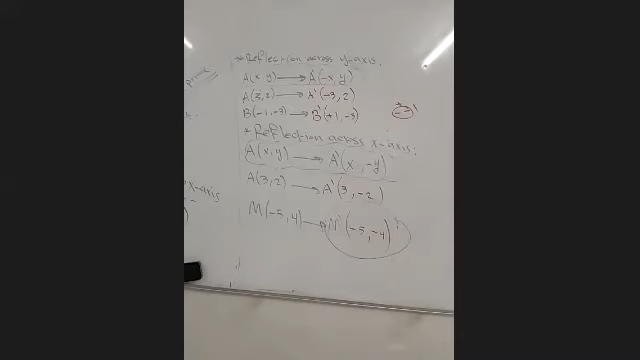 * Reflection across y-axis.
A(x, y) → A'(-x, y)
A(3, 2) → A'(-3, 2)
B(-1, -3) → B'(+1, -3)
* Reflection across x-axis:
A(x, y) → A'(x, -y)
A(3, 2) → A'(3, -2)
M(-5, 4) → M'(-5, -4)
x-axis